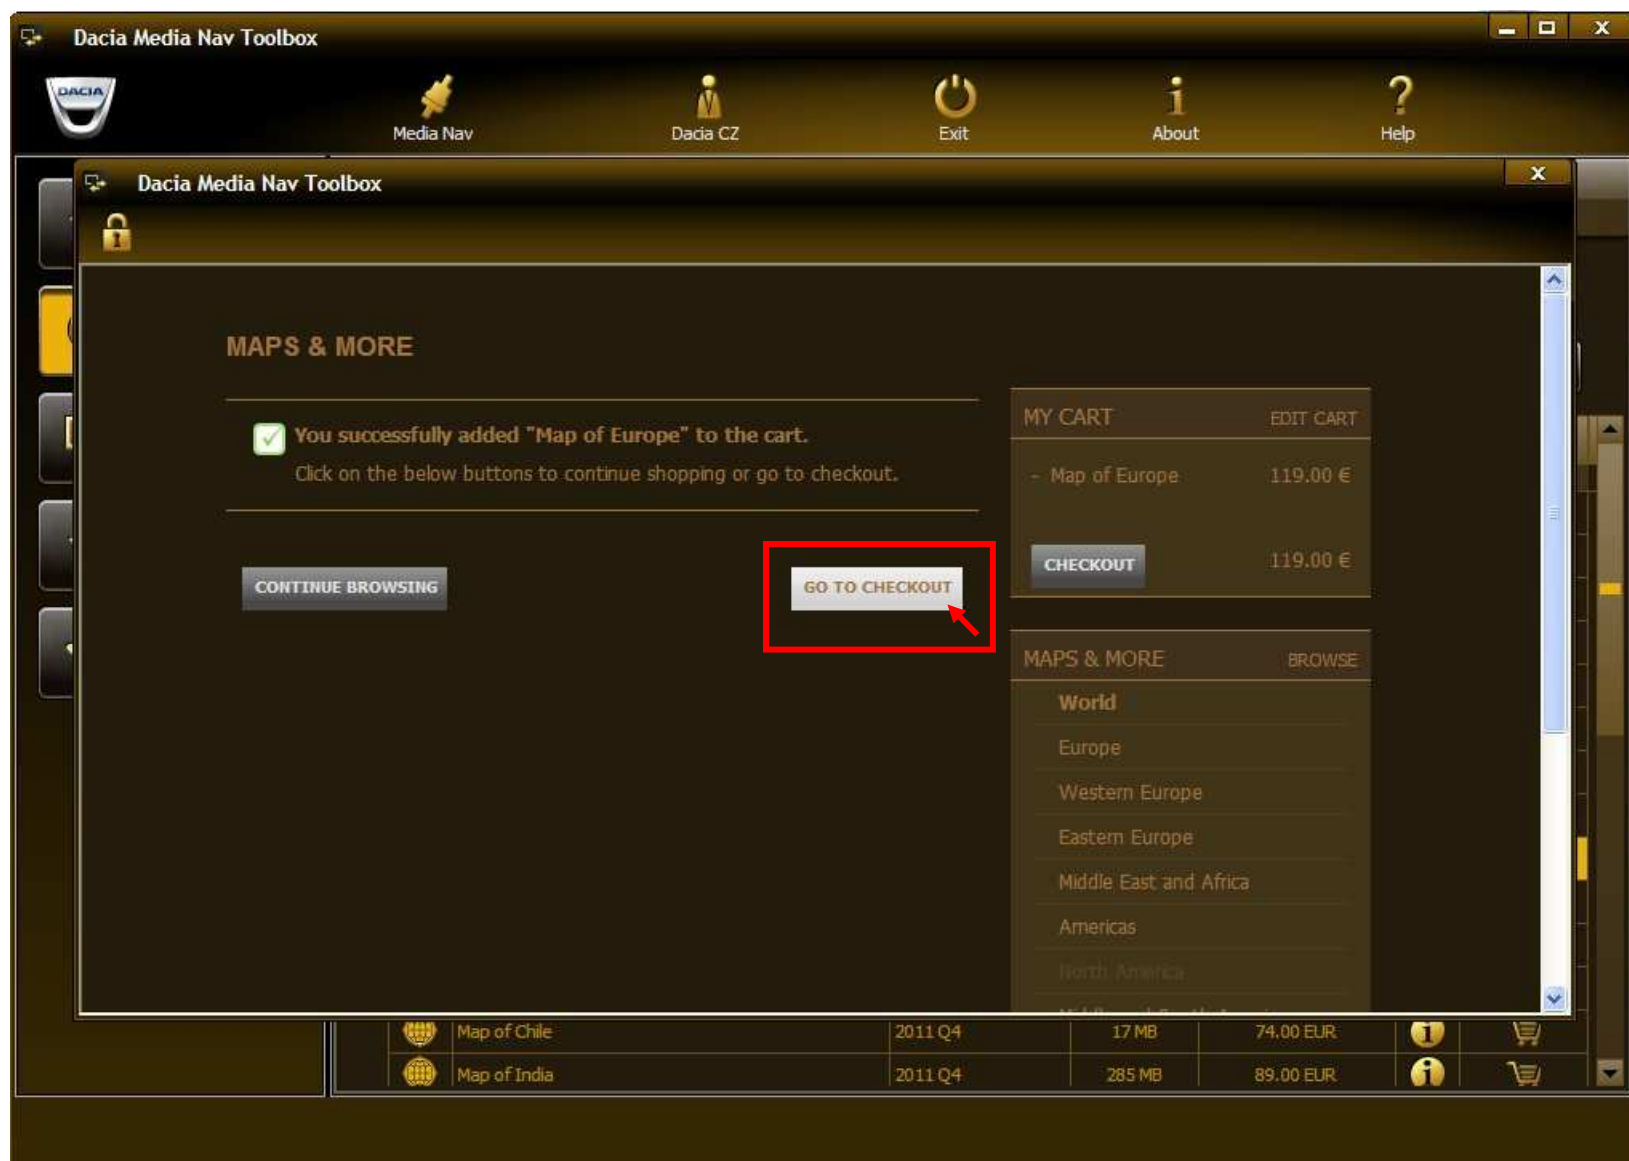 Dacia Media Nav Toolbox
DACIA
Media Nav
Dacia CZ
Exit
About
Help
Dacia Media Nav Toolbox
MAPS & MORE
You successfully added "Map of Europe" to the cart.
Click on the below buttons to continue shopping or go to checkout.
CONTINUE BROWSING
GO TO CHECKOUT
MY CART EDIT CART
- Map of Europe 119.00 €
CHECKOUT 119.00 €
MAPS & MORE BROWSE
World
Europe
Western Europe
Eastern Europe
Middle East and Africa
Americas
North America
Map of Chile 2011 Q4 17 MB 74.00 EUR
Map of India 2011 Q4 285 MB 89.00 EUR